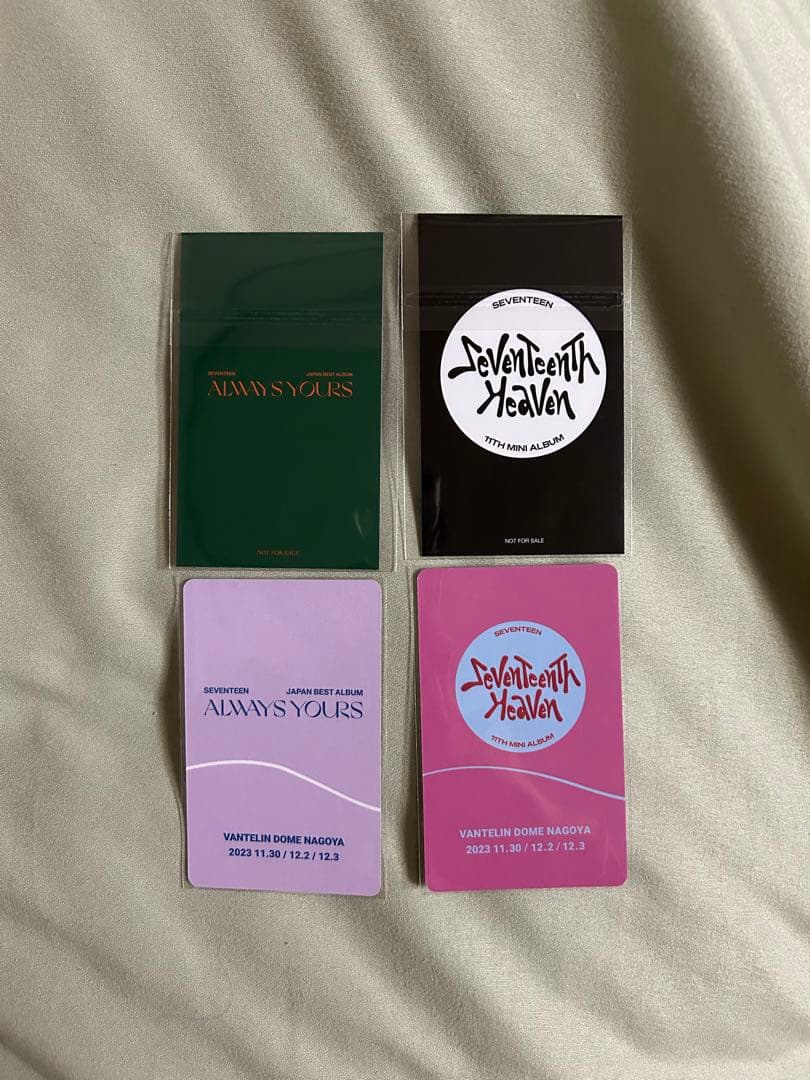 SEVENTEEN JAPAN BEST ALBUM
ALWAYS YOURS
NOT FOR SALE
SEVENTEEN
SevenTeenTh
Heaven
11TH MINI ALBUM
NOT FOR SALE
SEVENTEEN JAPAN BEST ALBUM
ALWAYS YOURS
VANTELIN DOME NAGOYA
2023 11.30 / 12.2 / 12.3
SEVENTEEN
SevenTeenTh
Heaven
11TH MINI ALBUM
VANTELIN DOME NAGOYA
2023 11.30 / 12.2 / 12.3